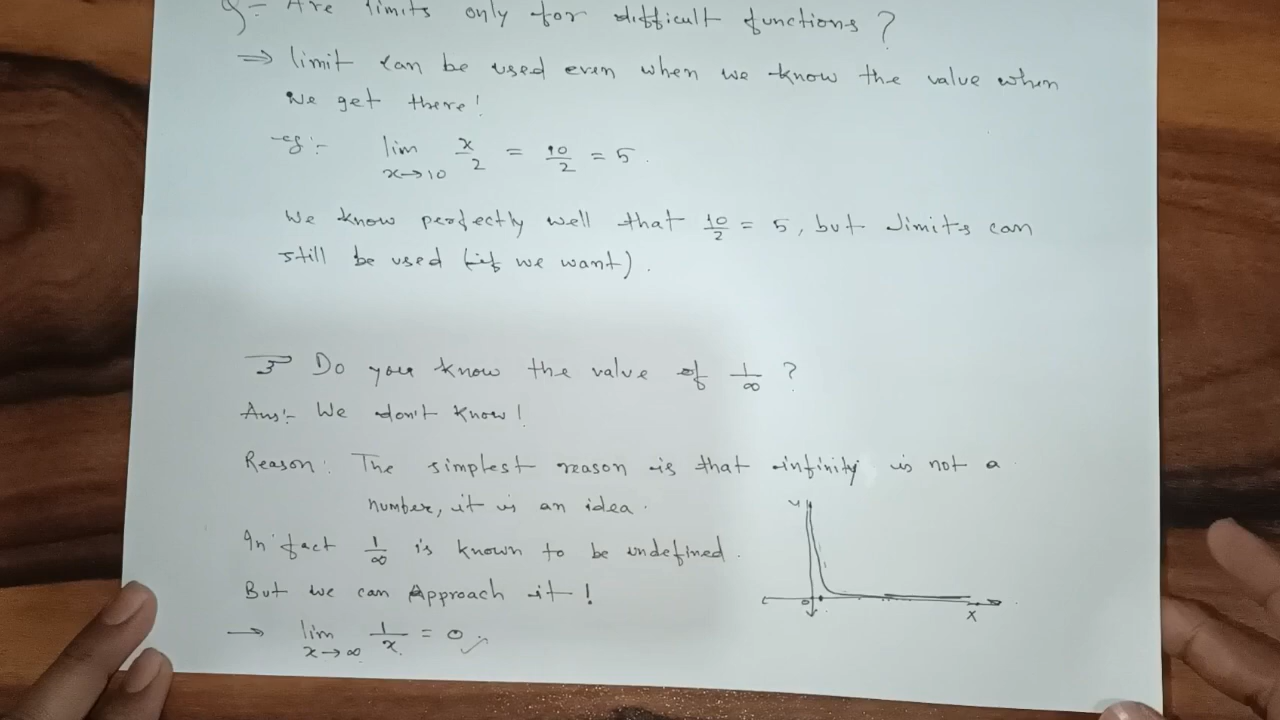 Q:- Are limits only for difficult functions?
⇒ limit can be used even when we know the value when
we get there!
eg:- lim x→10 x/2 = 10/2 = 5.
We know perfectly well that 10/2 = 5, but limits can
still be used (if we want).
Do you know the value of 1/∞ ?
Ans:- We don't know!
Reason: The simplest reason is that infinity is not a
number, it is an idea.
In fact 1/∞ is known to be undefined.
But we can Approach it!
→ lim x→∞ 1/x = 0
y
0
x